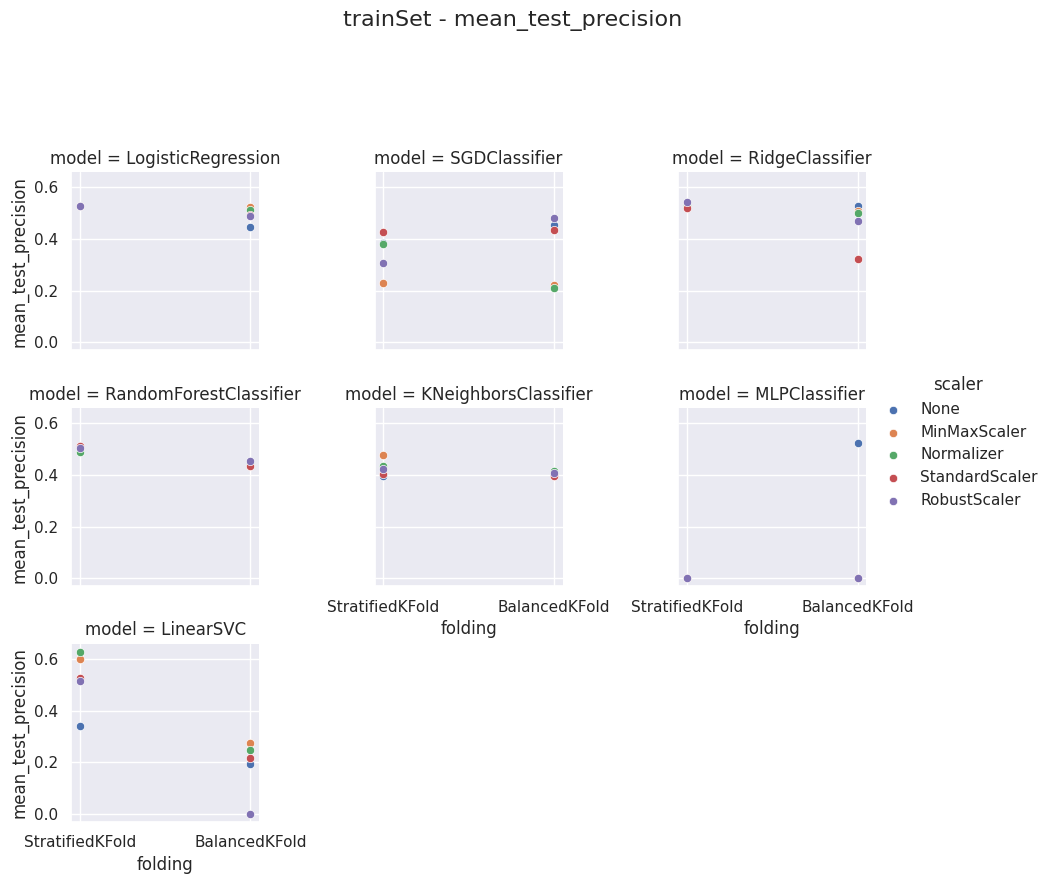 trainSet - mean_test_precision
model = LogisticRegression
model = SGDClassifier
model = RidgeClassifier
mean_test_precision
0.6
0.4
0.2
0.0
model = RandomForestClassifier
model = KNeighborsClassifier
model = MLPClassifier
mean_test_precision
0.6
0.4
0.2
0.0
StratifiedKFold
BalancedKFold
folding
StratifiedKFold
BalancedKFold
folding
scaler
None
MinMaxScaler
Normalizer
StandardScaler
RobustScaler
model = LinearSVC
mean_test_precision
0.6
0.4
0.2
0.0
StratifiedKFold
BalancedKFold
folding